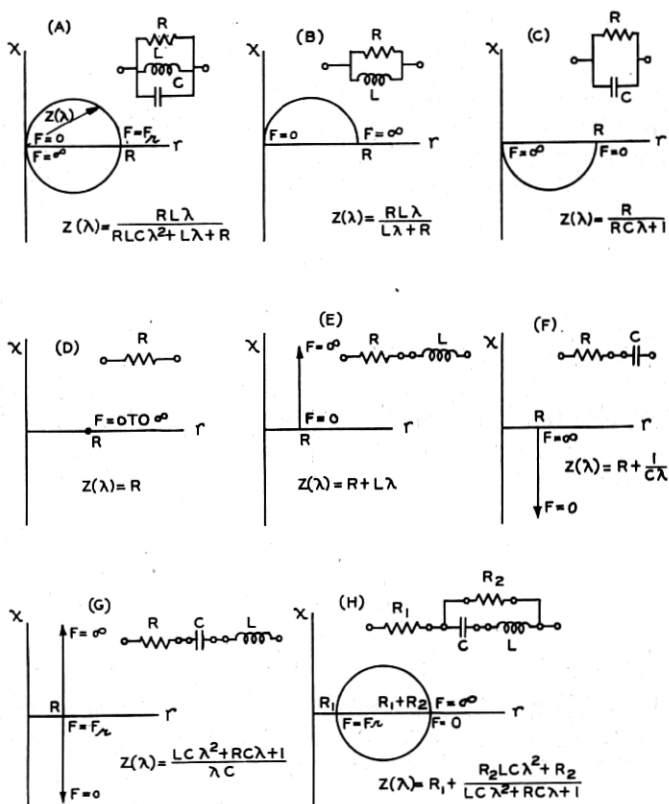 (A)
R
L
C
X
Z(λ)
F=0
F=∞
F=Fr
R
r
Z(λ)=RLλ/RLCλ²+Lλ+R
(B)
R
L
X
F=0
F=∞
R
r
Z(λ)=RLλ/Lλ+R
(C)
R
C
X
R
F=∞
F=0
r
Z(λ)=R/RCλ+1
(D)
R
X
F=0 TO ∞
R
r
Z(λ)=R
(E)
R
L
X
F=∞
F=0
R
r
Z(λ)=R+Lλ
(F)
R
C
X
R
r
F=∞
Z(λ)=R+1/Cλ
F=0
(G)
R
C
L
X
F=∞
R
F=Fr
r
F=0
Z(λ)=LCλ²+RCλ+1/λC
(H)
R2
R1
C
L
X
R1
R1+R2
F=∞
F=Fr
F=0
r
Z(λ)=R1+R2LCλ²+R2/LCλ²+RCλ+1